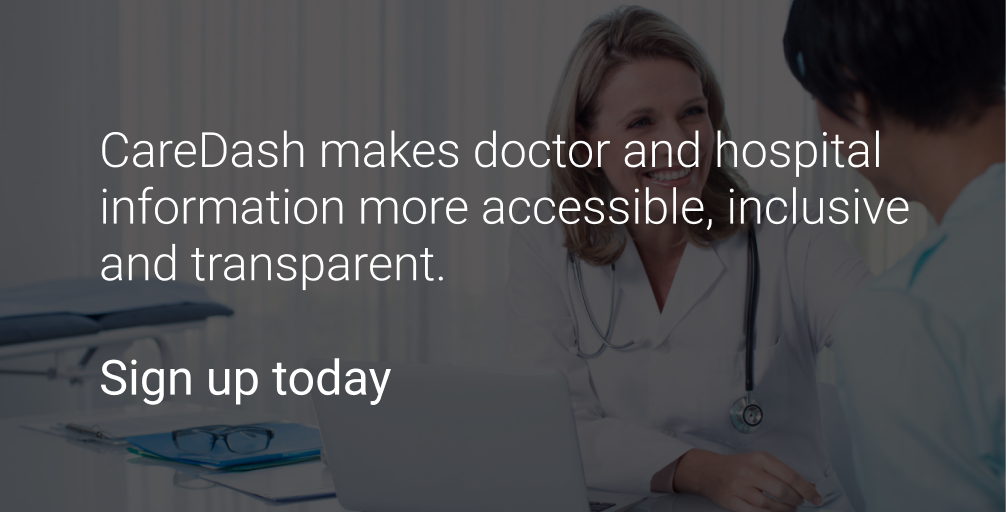 CareDash makes doctor and hospital
information more accessible, inclusive
and transparent.
Sign up today